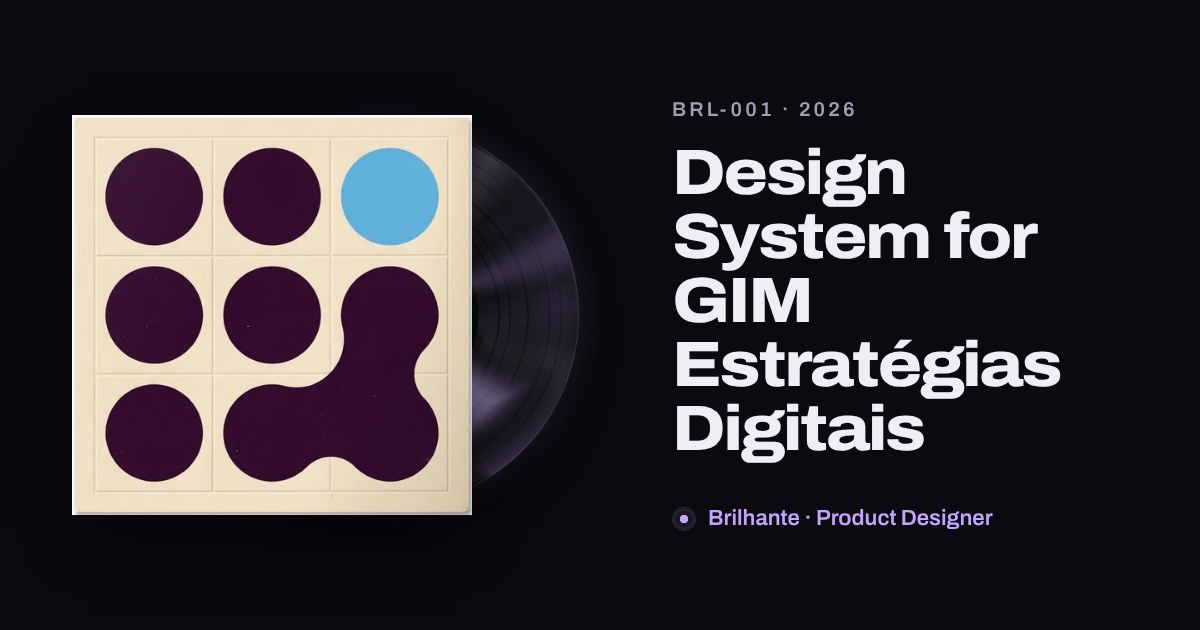 BRL-001 · 2026
Design
System for
GIM
Estratégias
Digitais
Brilhante · Product Designer